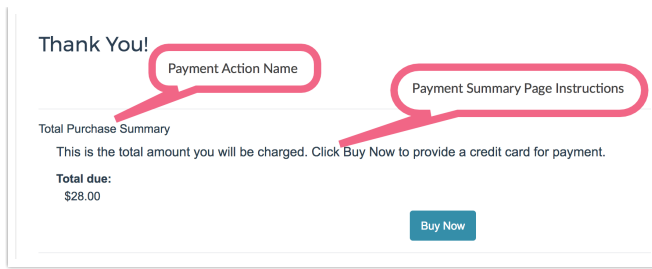 Thank You!
Payment Action Name
Payment Summary Page Instructions
Total Purchase Summary
This is the total amount you will be charged. Click Buy Now to provide a credit card for payment.
Total due:
$28.00
Buy Now